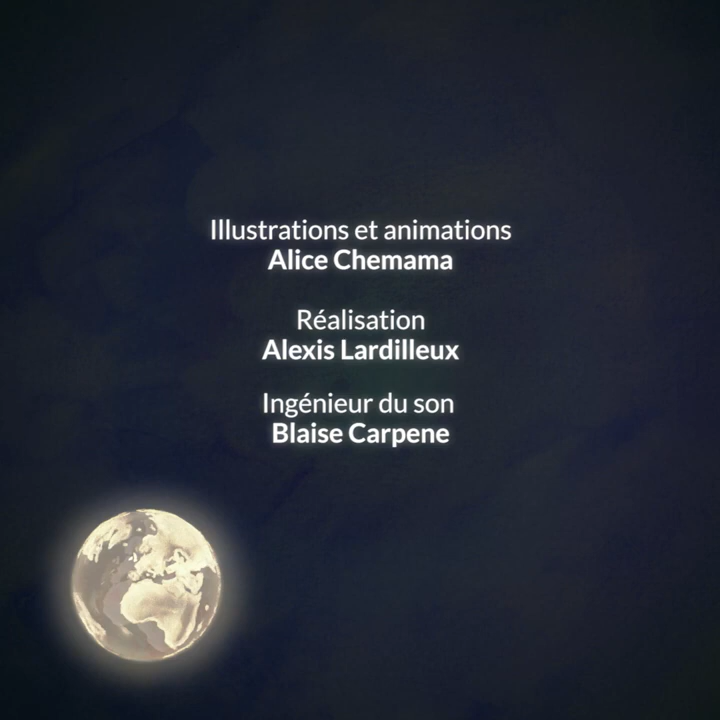 Illustrations et animations
Alice Chemama
Réalisation
Alexis Lardilleux
Ingénieur du son
Blaise Carpene